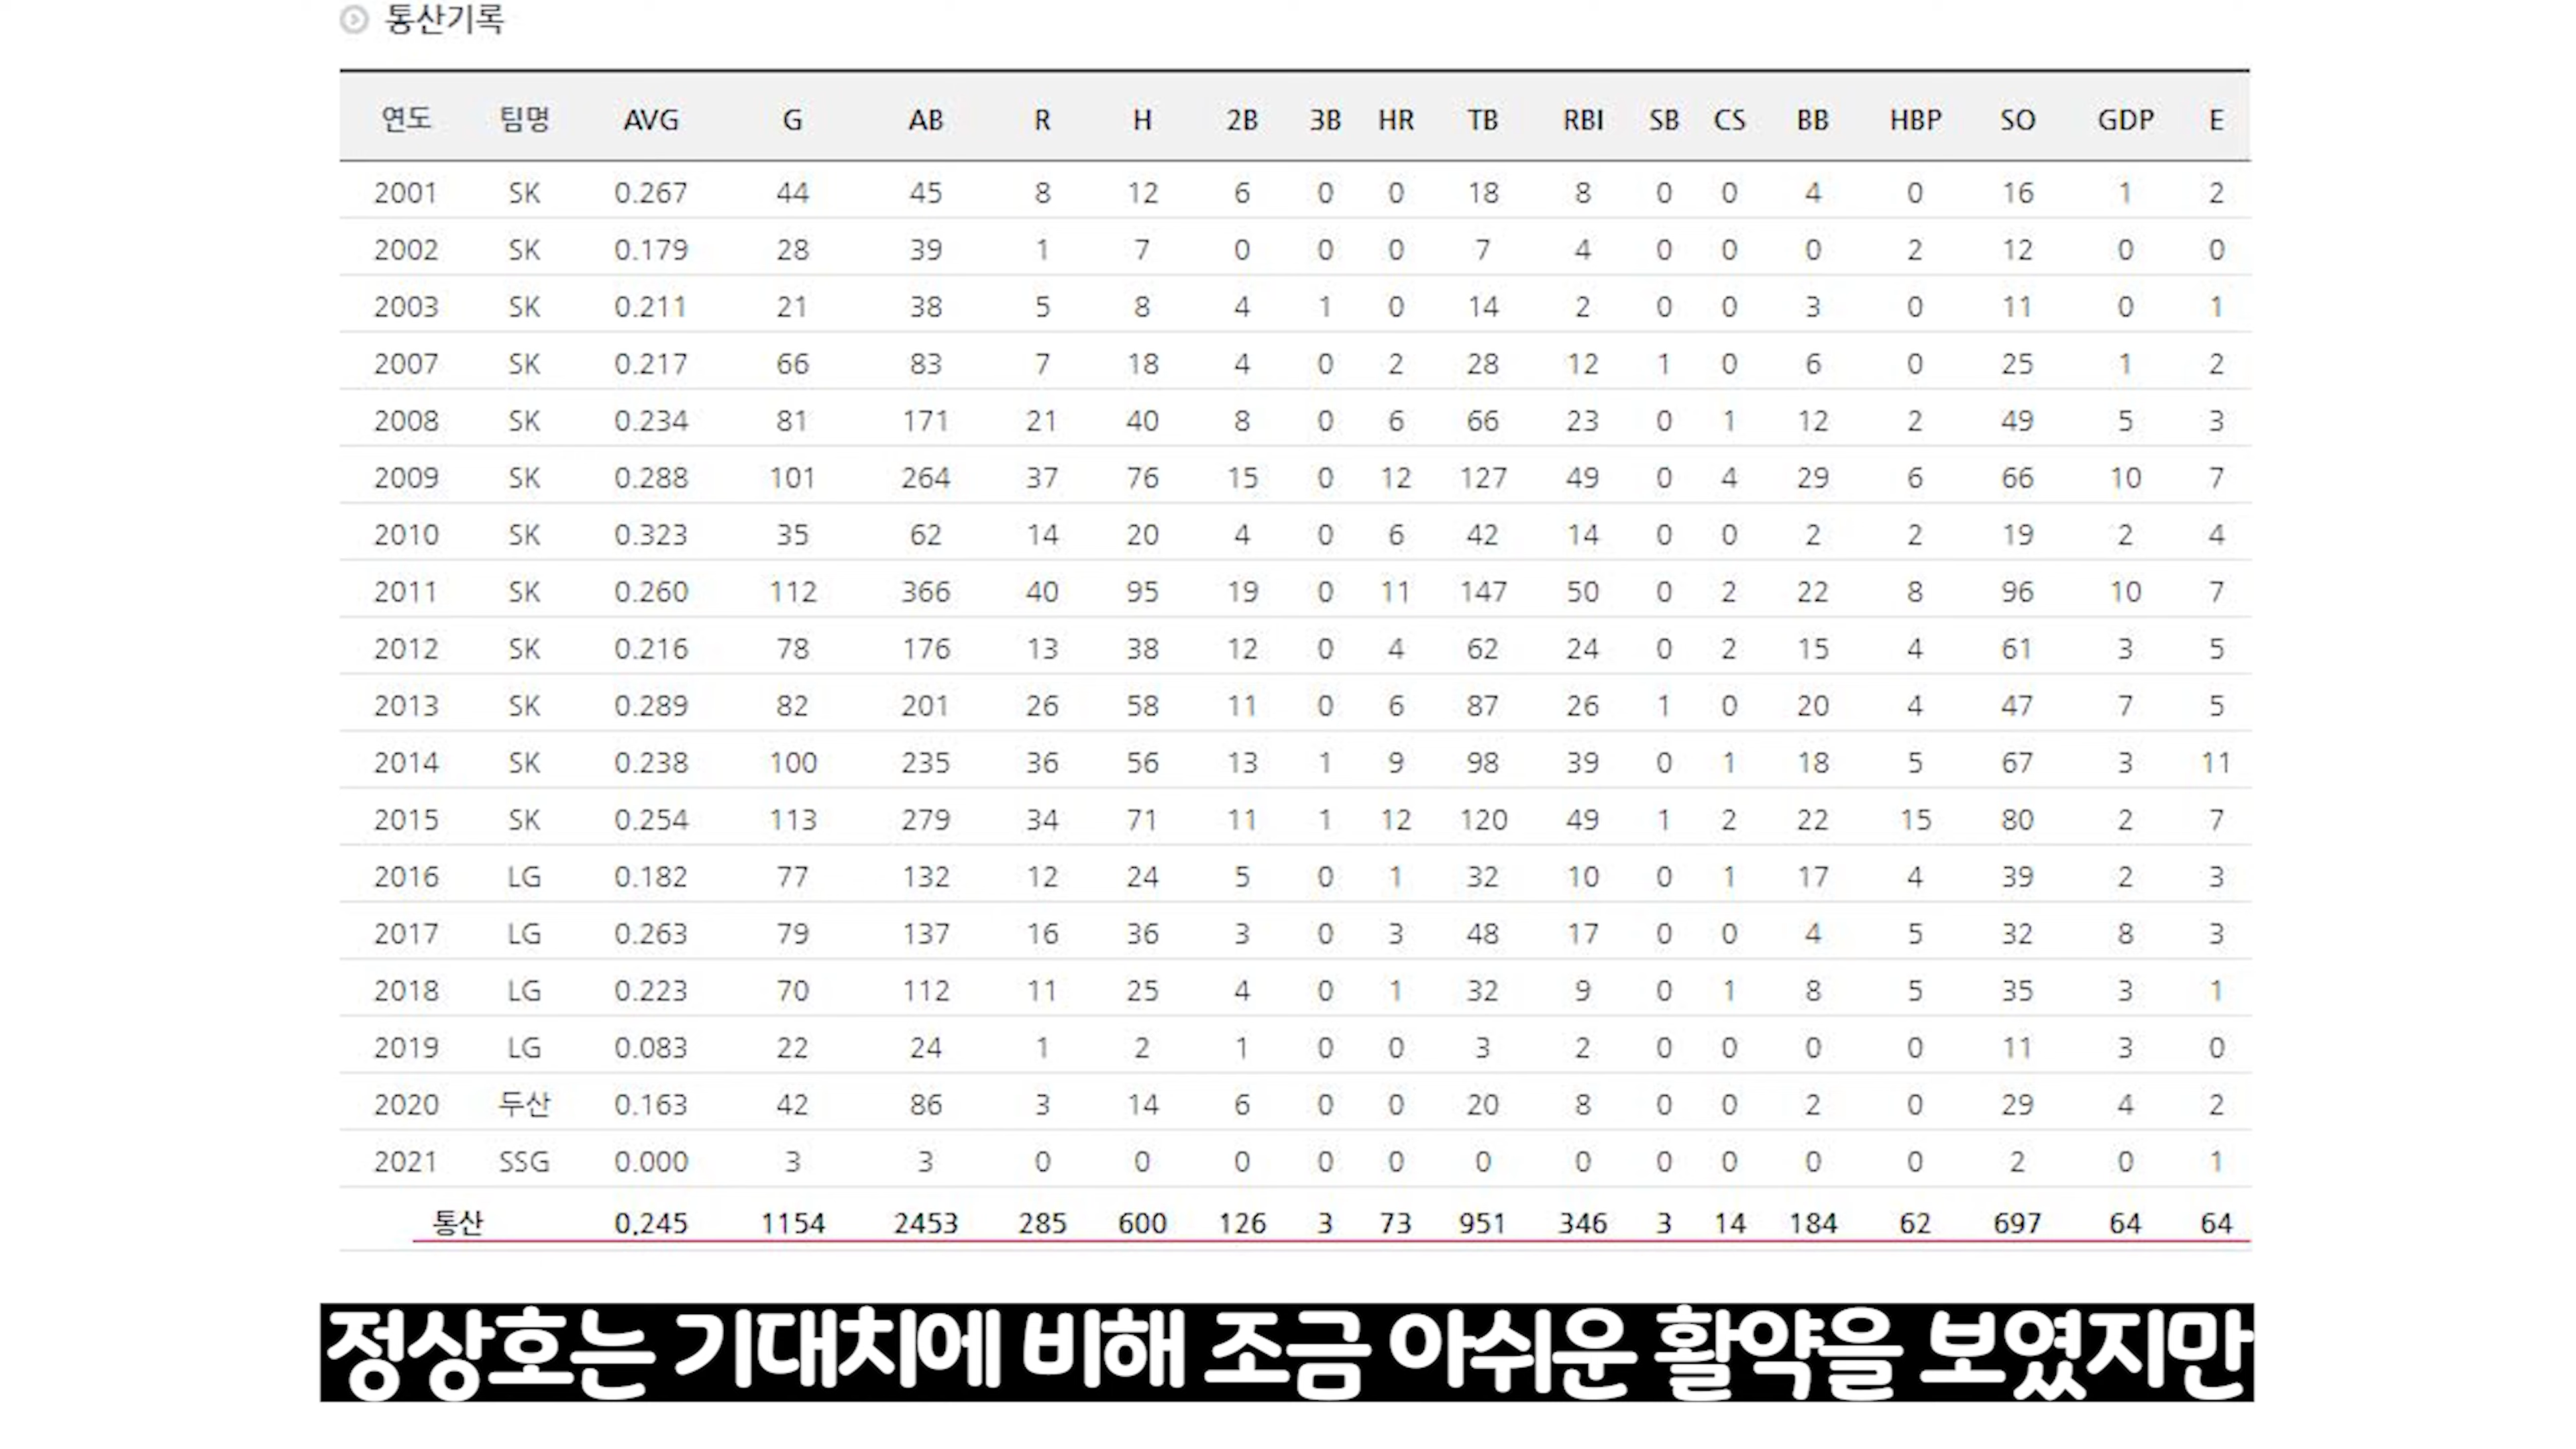 통산기록
연도 팀명 AVG G AB R H 2B 3B HR TB RBI SB CS BB HBP SO GDP E
2001 SK 0.267 44 45 8 12 6 0 0 18 8 0 0 4 0 16 1 2
2002 SK 0.179 28 39 1 7 0 0 0 7 4 0 0 0 2 12 0 0
2003 SK 0.211 21 38 5 8 4 1 0 14 2 0 0 3 0 11 0 1
2007 SK 0.217 66 83 7 18 4 0 2 28 12 1 0 6 0 25 1 2
2008 SK 0.234 81 171 21 40 8 0 6 66 23 0 1 12 2 49 5 3
2009 SK 0.288 101 264 37 76 15 0 12 127 49 0 4 29 6 66 10 7
2010 SK 0.323 35 62 14 20 4 0 6 42 14 0 0 2 2 19 2 4
2011 SK 0.260 112 366 40 95 19 0 11 147 50 0 2 22 8 96 10 7
2012 SK 0.216 78 176 13 38 12 0 4 62 24 0 2 15 4 61 3 5
2013 SK 0.289 82 201 26 58 11 0 6 87 26 1 0 20 4 47 7 5
2014 SK 0.238 100 235 36 56 13 1 9 98 39 0 1 18 5 67 3 11
2015 SK 0.254 113 279 34 71 11 1 12 120 49 1 2 22 15 80 2 7
2016 LG 0.182 77 132 12 24 5 0 1 32 10 0 1 17 4 39 2 3
2017 LG 0.263 79 137 16 36 3 0 3 48 17 0 0 4 5 32 8 3
2018 LG 0.223 70 112 11 25 4 0 1 32 9 0 1 8 5 35 3 1
2019 LG 0.083 22 24 1 2 1 0 0 3 2 0 0 0 0 11 3 0
2020 두산 0.163 42 86 3 14 6 0 0 20 8 0 0 2 0 29 4 2
2021 SSG 0.000 3 3 0 0 0 0 0 0 0 0 0 0 0 2 0 1
통산 0.245 1154 2453 285 600 126 3 73 951 346 3 14 184 62 697 64 64
정상호는 기대치에 비해 조금 아쉬운 활약을 보였지만